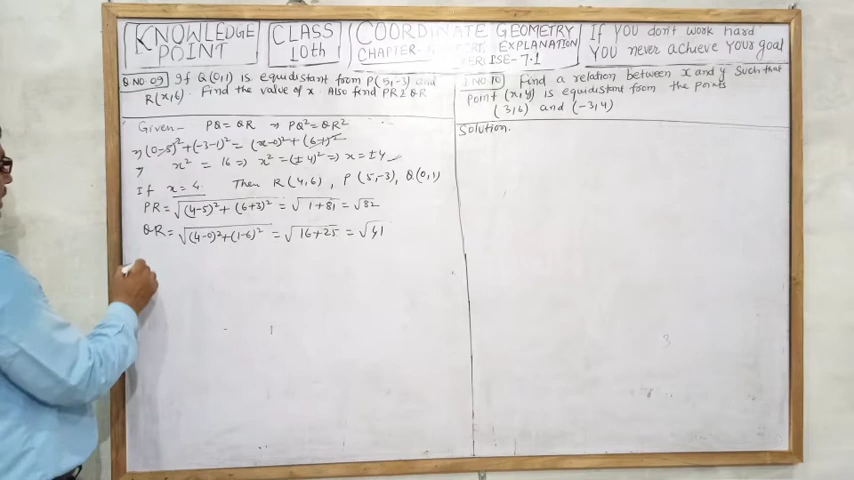 KNOWLEDGE
POINT
CLASS
10th
COORDINATE GEOMETRY
CHAPTER- EXPLANATION
ERCISE-7.1
If YOU don't work hard
YOU never achieve Your goal
Q NO 09 If Q(0,1) is equidistant from P(5,-3) and
R(x,6). Find the value of x. Also find PR & QR
Given- PQ = QR ⇒ PQ² = QR²
⇒ (0-5)² + (-3-1)² = (x-0)² + (6-1)²
⇒ x² = 16 ⇒ x² = (±4)² ⇒ x = ±4
If x = 4. Then R(4,6), P(5,-3), Q(0,1)
PR = √(4-5)² + (6+3)² = √1+81 = √82
QR = √(4-0)² + (1-6)² = √16+25 = √41
Q NO 10 Find a relation between x and y Such that
point (x,y) is equidistant from the points
(3,6) and (-3,4)
Solution.